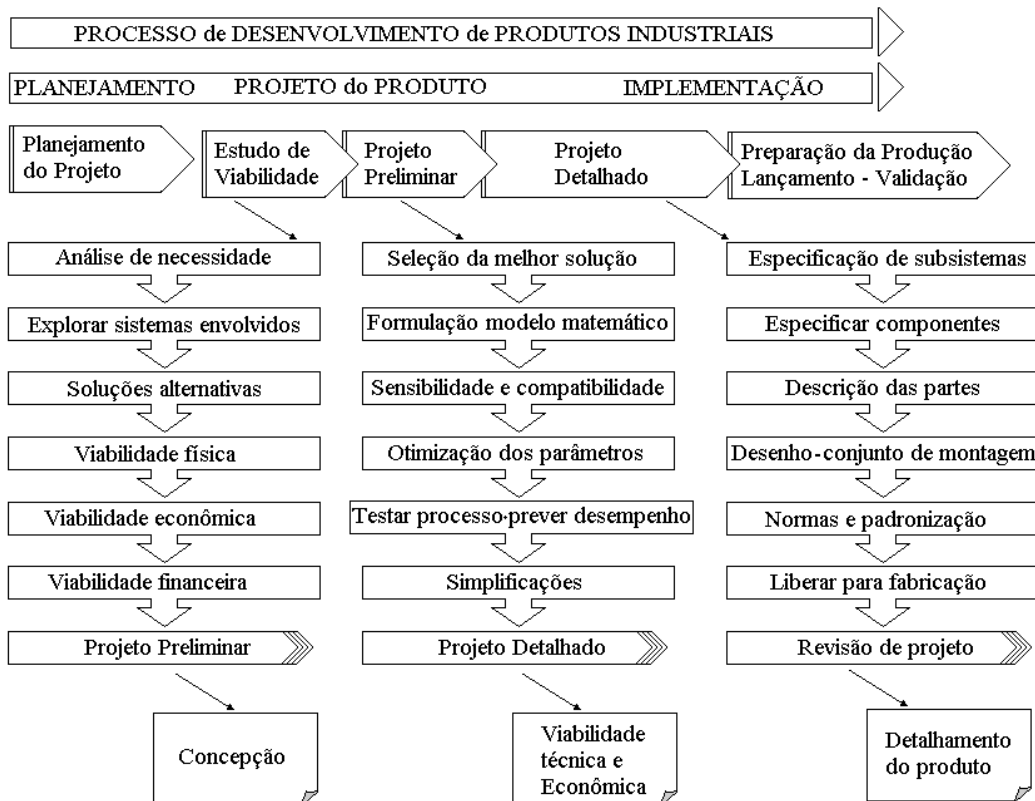 PROCESSO de DESENVOLVIMENTO de PRODUTOS INDUSTRIAIS
PLANEJAMENTO PROJETO do PRODUTO IMPLEMENTAÇÃO
Planejamento
do Projeto
Estudo de
Viabilidade
Projeto
Preliminar
Projeto
Detalhado
Preparação da Produção
Lançamento - Validação
Análise de necessidade
Explorar sistemas envolvidos
Soluções alternativas
Viabilidade física
Viabilidade econômica
Viabilidade financeira
Projeto Preliminar
Concepção
Seleção da melhor solução
Formulação modelo matemático
Sensibilidade e compatibilidade
Otimização dos parâmetros
Testar processo-prever desempenho
Simplificações
Projeto Detalhado
Viabilidade
técnica e
Econômica
Especificação de subsistemas
Especificar componentes
Descrição das partes
Desenho-conjunto de montagem
Normas e padronização
Liberar para fabricação
Revisão de projeto
Detalhamento
do produto